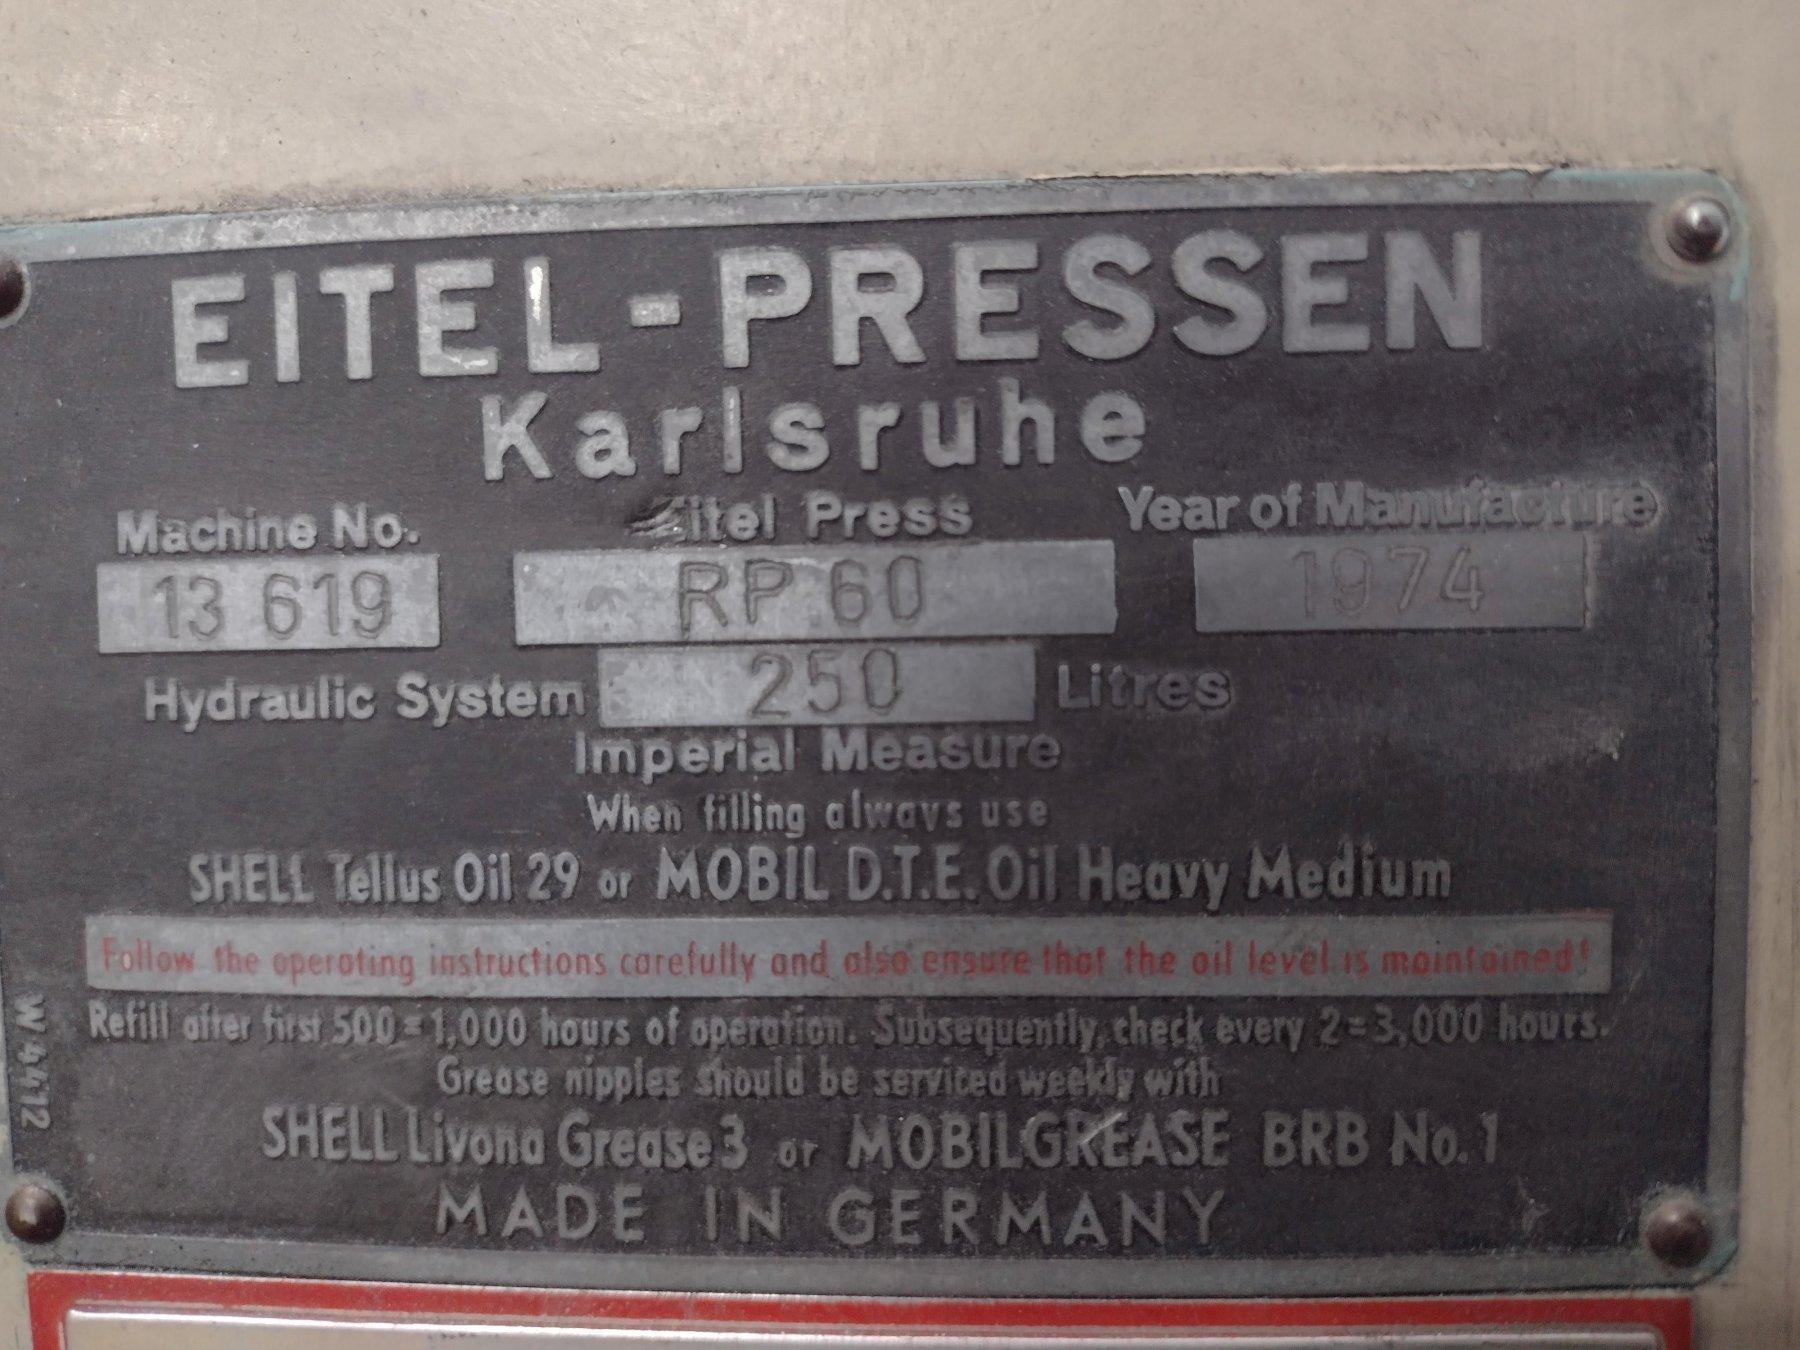 EITEL-PRESSEN
Karlsruhe
Machine No. Eitel Press Year of Manufacture
13 619 RP 60 1974
Hydraulic System 250 Litres
Imperial Measure
When filling always use
SHELL Tellus Oil 29 or MOBIL D.T.E. Oil Heavy Medium
Follow the operating instructions carefully and also ensure that the oil level is maintained!
Refill after first 500=1,000 hours of operation. Subsequently, check every 2=3,000 hours.
Grease nipples should be serviced weekly with
SHELL Livona Grease 3 or MOBILGREASE BRB No. 1
MADE IN GERMANY
W 4412